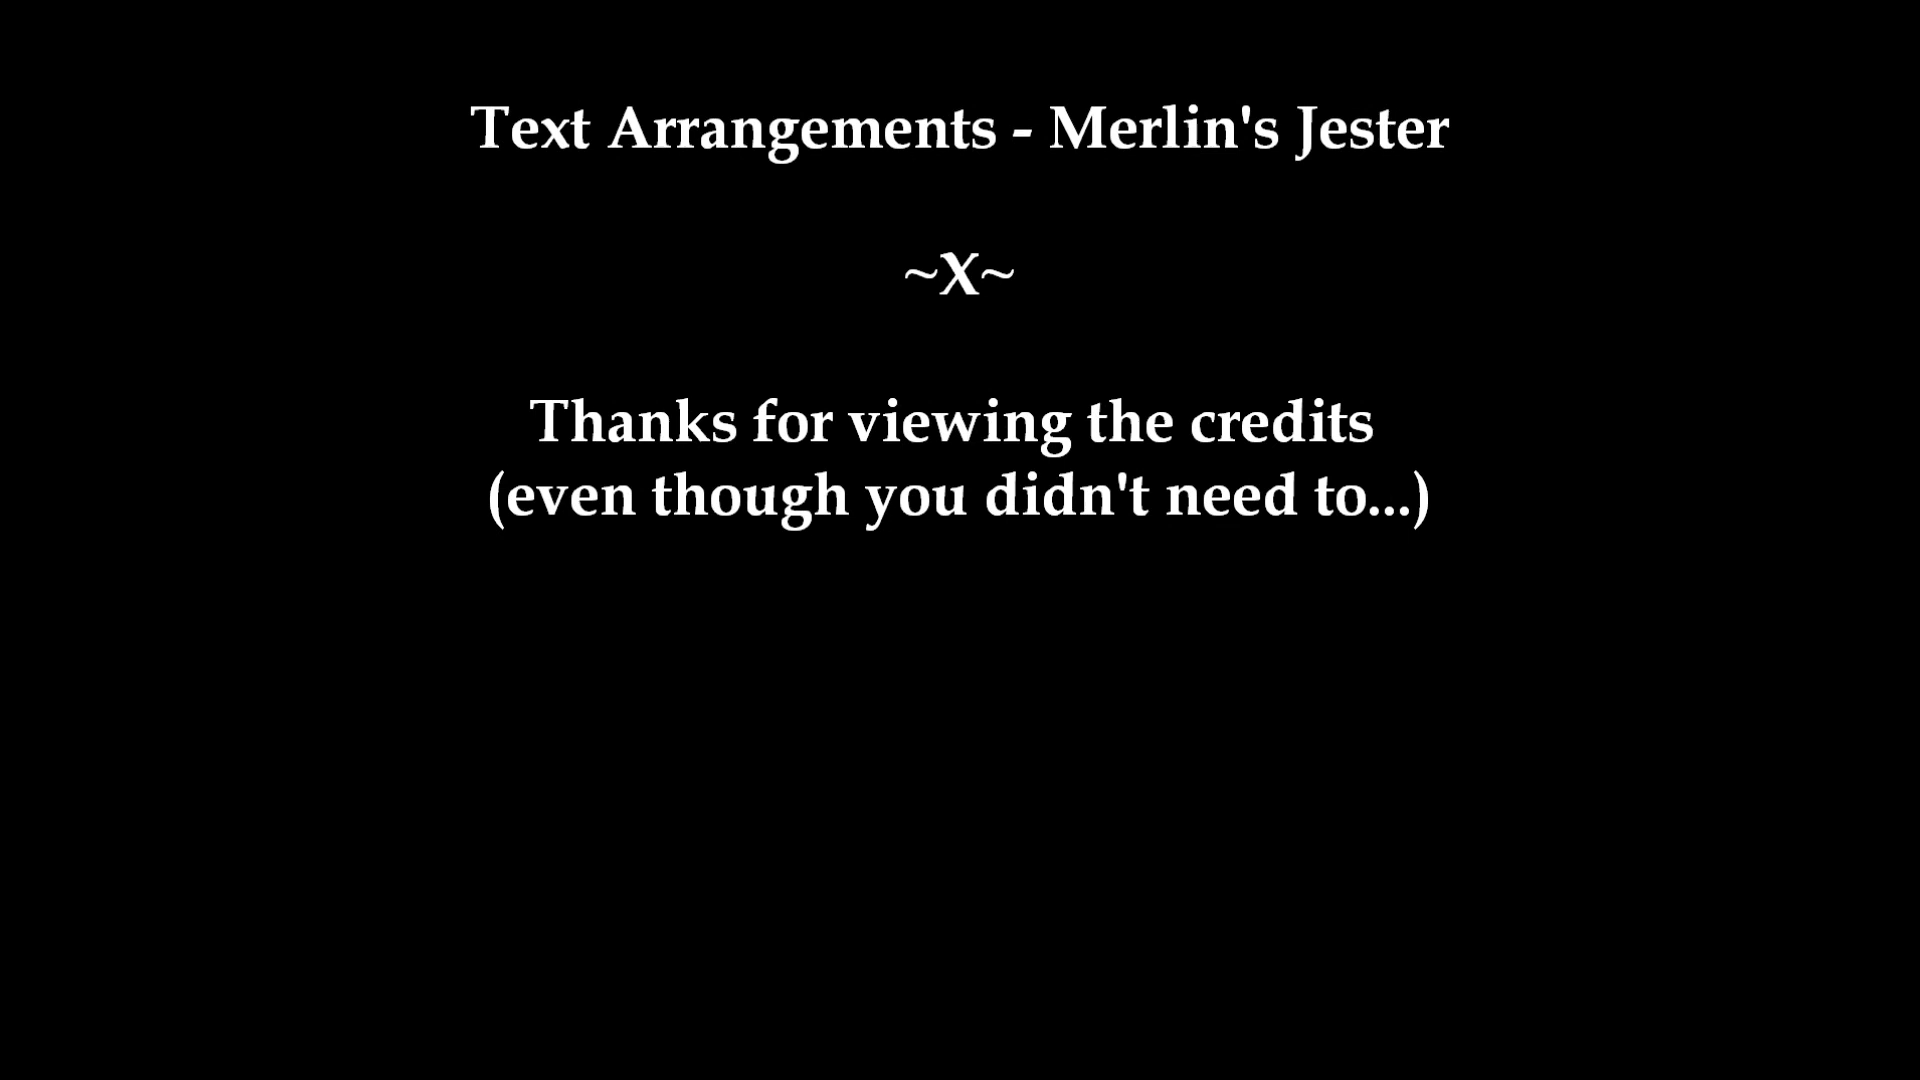 Text Arrangements - Merlin's Jester
~X~
Thanks for viewing the credits
(even though you didn't need to...)